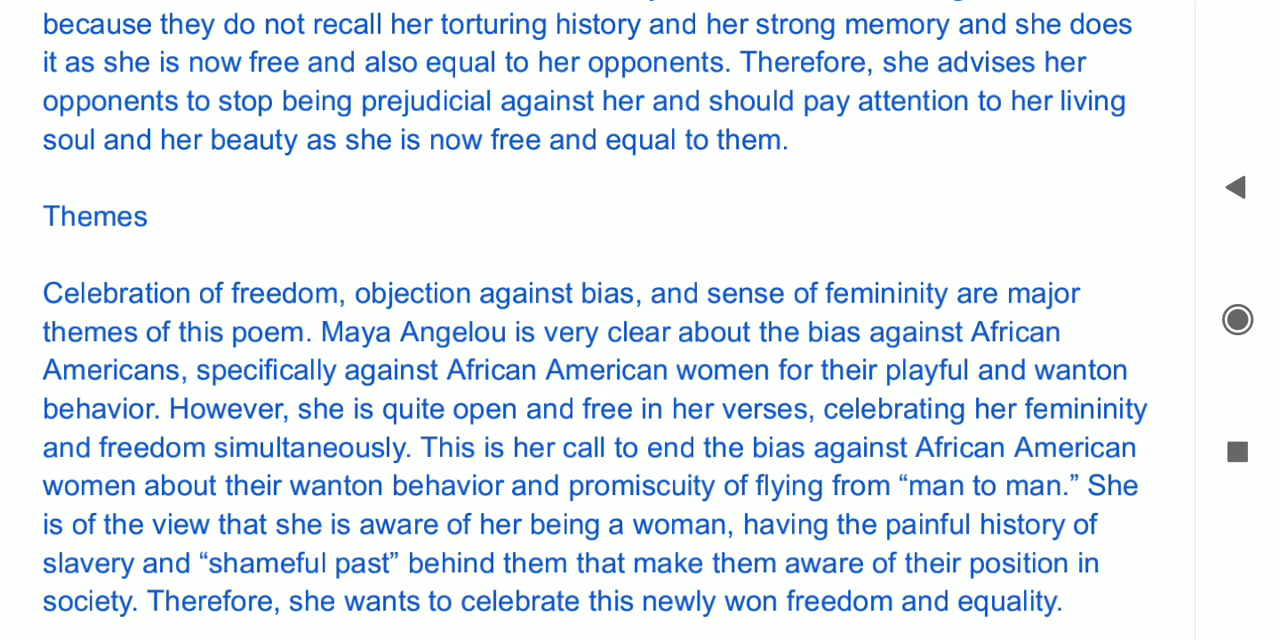 because they do not recall her torturing history and her strong memory and she does
it as she is now free and also equal to her opponents. Therefore, she advises her
opponents to stop being prejudicial against her and should pay attention to her living
soul and her beauty as she is now free and equal to them.
Themes
Celebration of freedom, objection against bias, and sense of femininity are major
themes of this poem. Maya Angelou is very clear about the bias against African
Americans, specifically against African American women for their playful and wanton
behavior. However, she is quite open and free in her verses, celebrating her femininity
and freedom simultaneously. This is her call to end the bias against African American
women about their wanton behavior and promiscuity of flying from “man to man.” She
is of the view that she is aware of her being a woman, having the painful history of
slavery and “shameful past” behind them that make them aware of their position in
society. Therefore, she wants to celebrate this newly won freedom and equality.